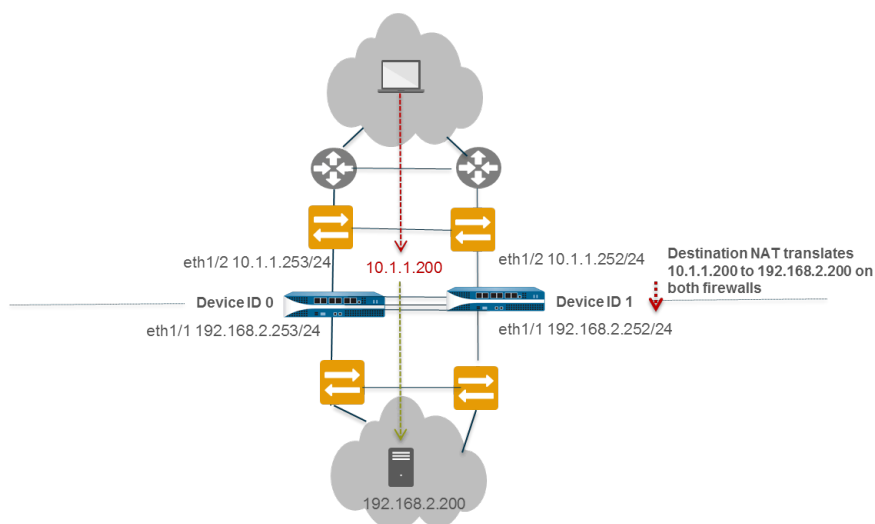 eth1/2 10.1.1.253/24
10.1.1.200
eth1/2 10.1.1.252/24
Destination NAT translates
10.1.1.200 to 192.168.2.200 on
both firewalls
Device ID 0
Device ID 1
eth1/1 192.168.2.253/24
eth1/1 192.168.2.252/24
192.168.2.200